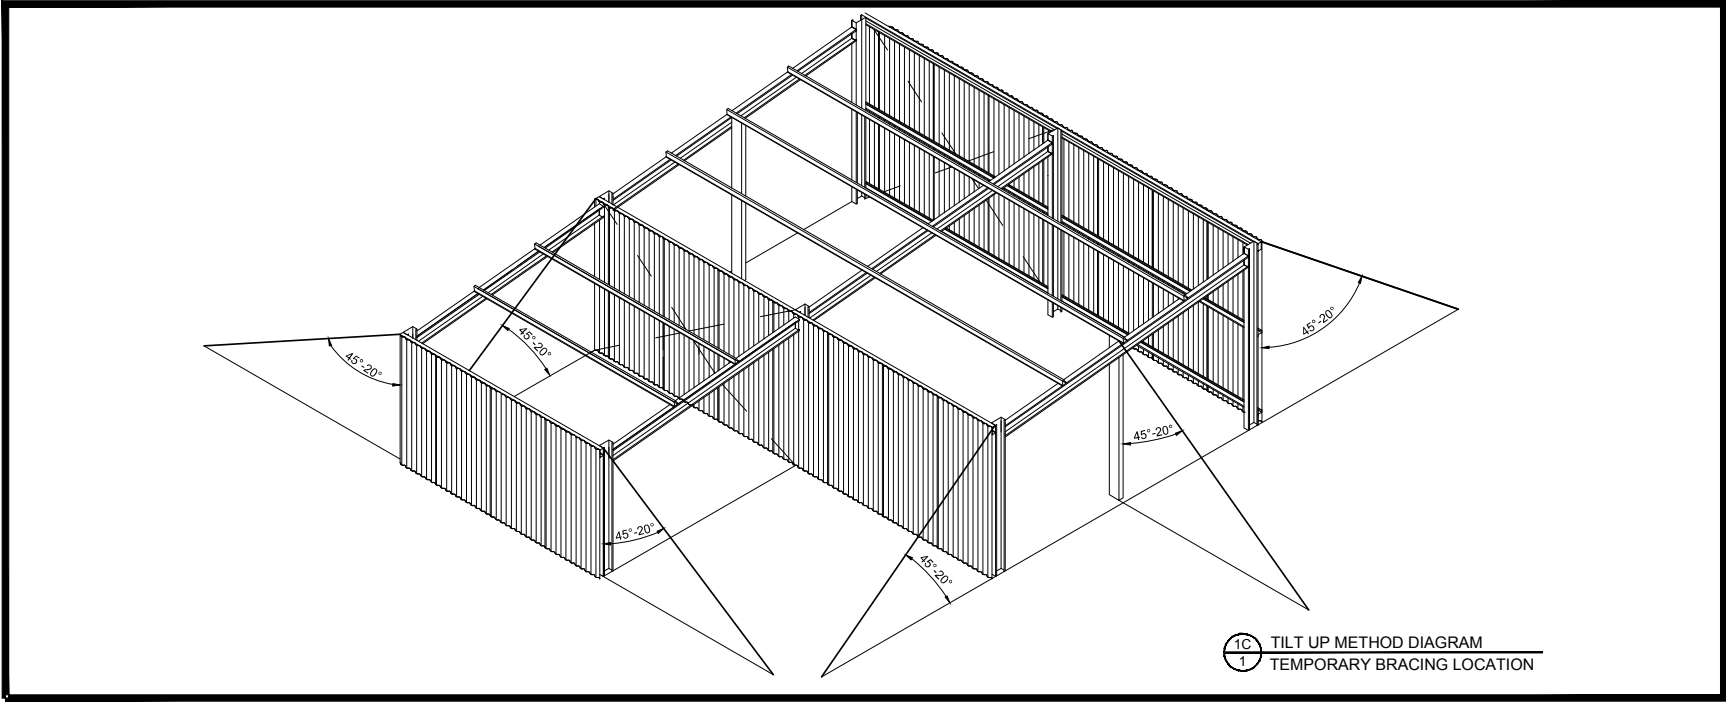 45°-20°
45°-20°
45°-20°
45°-20°
45°-20°
45°-20°
1C
TILT UP METHOD DIAGRAM
1
TEMPORARY BRACING LOCATION